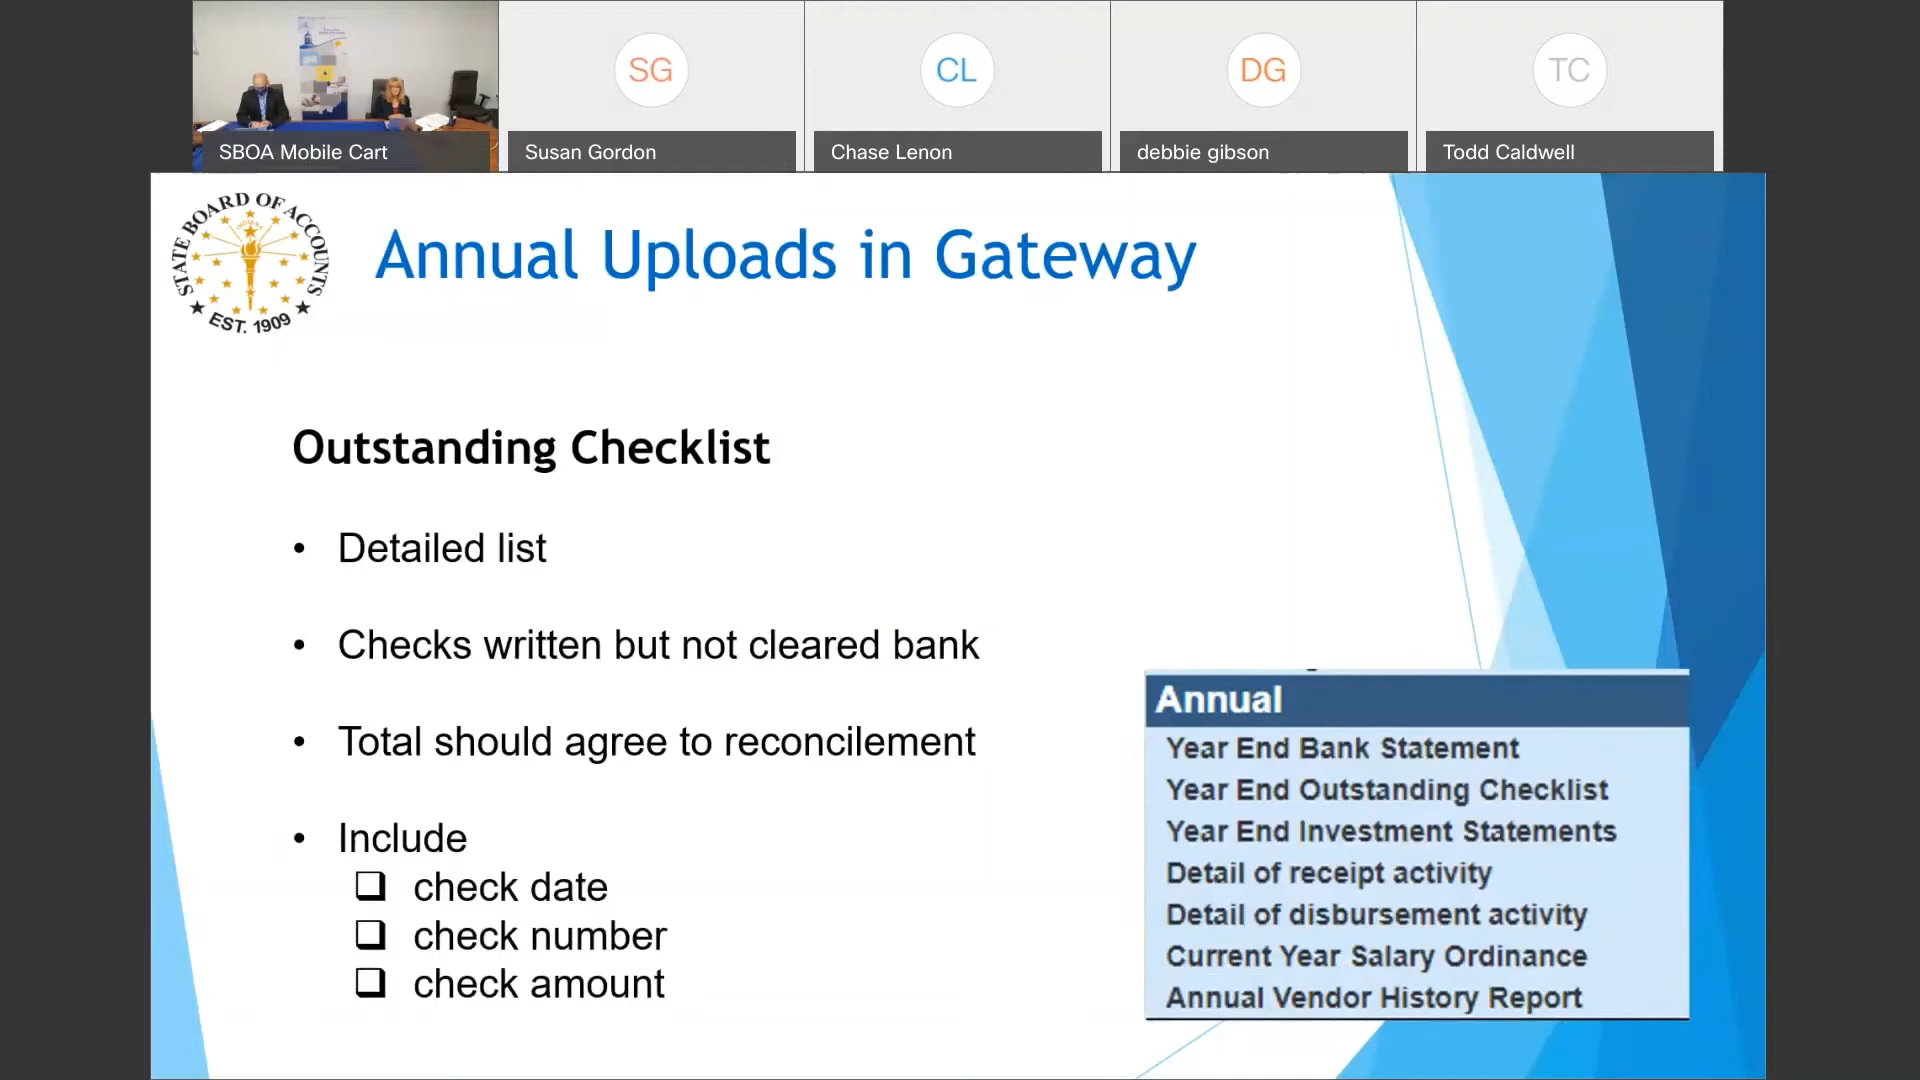 SG
CL
DG
TC
SBOA Mobile Cart
Susan Gordon
Chase Lenon
debbie gibson
Todd Caldwell
STATE BOARD OF ACCOUNTS
EST. 1909
Annual Uploads in Gateway
Outstanding Checklist
• Detailed list
• Checks written but not cleared bank
• Total should agree to reconcilement
• Include
❑ check date
❑ check number
❑ check amount
Annual
Year End Bank Statement
Year End Outstanding Checklist
Year End Investment Statements
Detail of receipt activity
Detail of disbursement activity
Current Year Salary Ordinance
Annual Vendor History Report